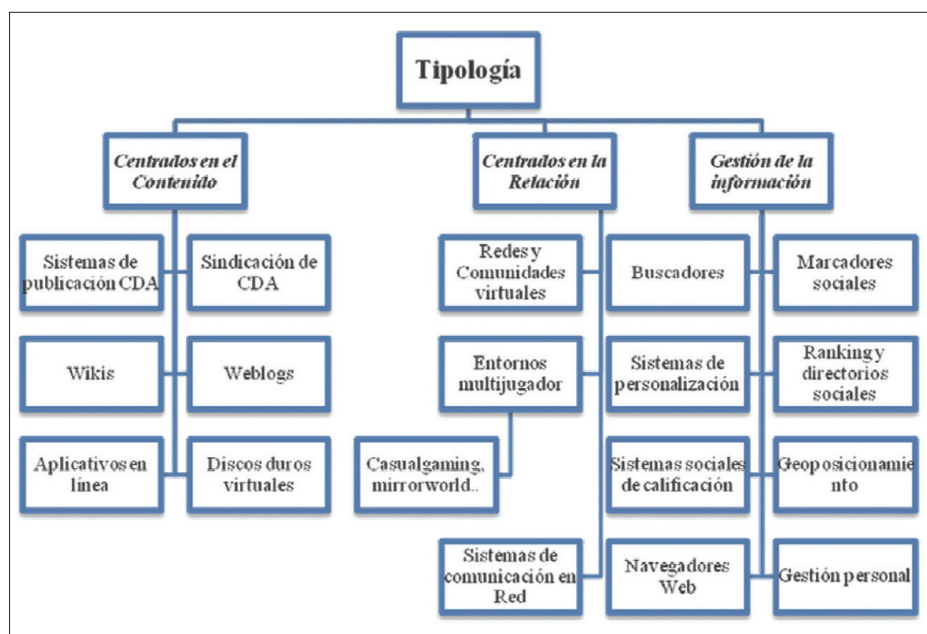 Tipología
Centrados en el
Contenido
Centrados en la
Relación
Gestión de la
información
Sistemas de
publicación CDA
Sindicación de
CDA
Wikis
Weblogs
Aplicativos en
línea
Discos duros
virtuales
Redes y
Comunidades
virtuales
Entornos
multijugador
Casualgaming,
mirrorworld..
Sistemas de
comunicación en
Red
Buscadores
Marcadores
sociales
Sistemas de
personalización
Ranking y
directorios
sociales
Sistemas sociales
de calificación
Geoposicionamie
nto
Navegadores
Web
Gestión personal